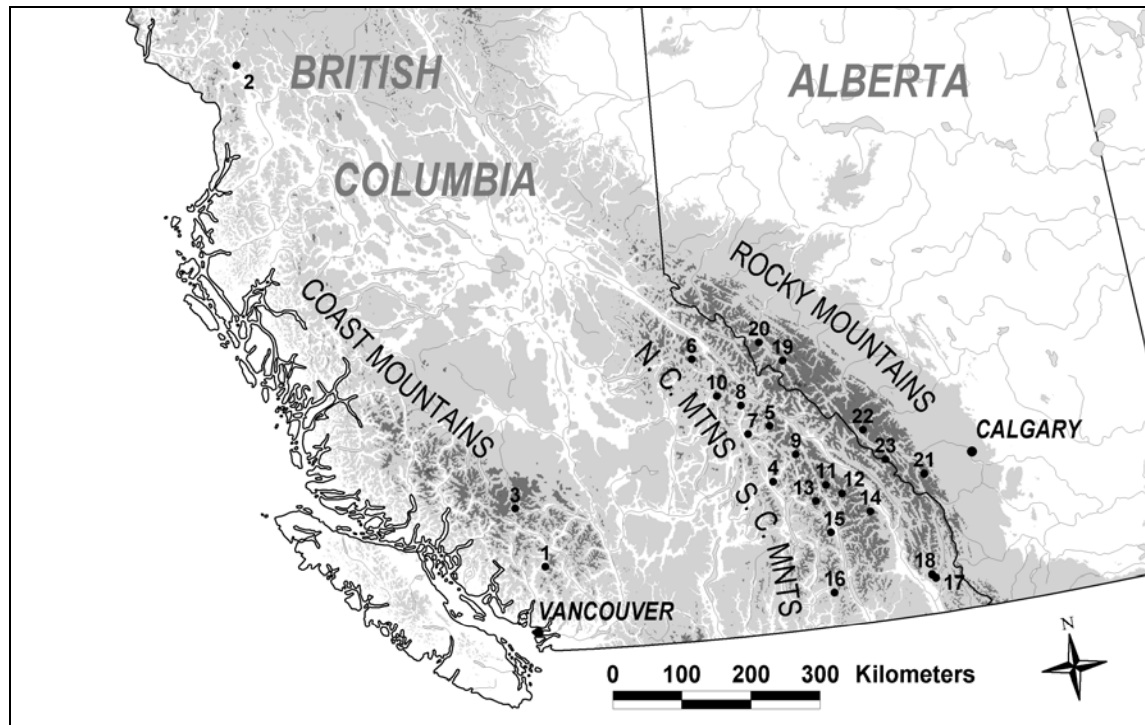 BRITISH
ALBERTA
2
COLUMBIA
ROCKY MOUNTAINS
COAST MOUNTAINS
20
19
6
N. C. MTNS
10
8
7
5
22
CALGARY
23
21
9
4
11
12
13
14
S. C. MNTS
15
3
1
16
18
17
VANCOUVER
N
0 100 200 300 Kilometers